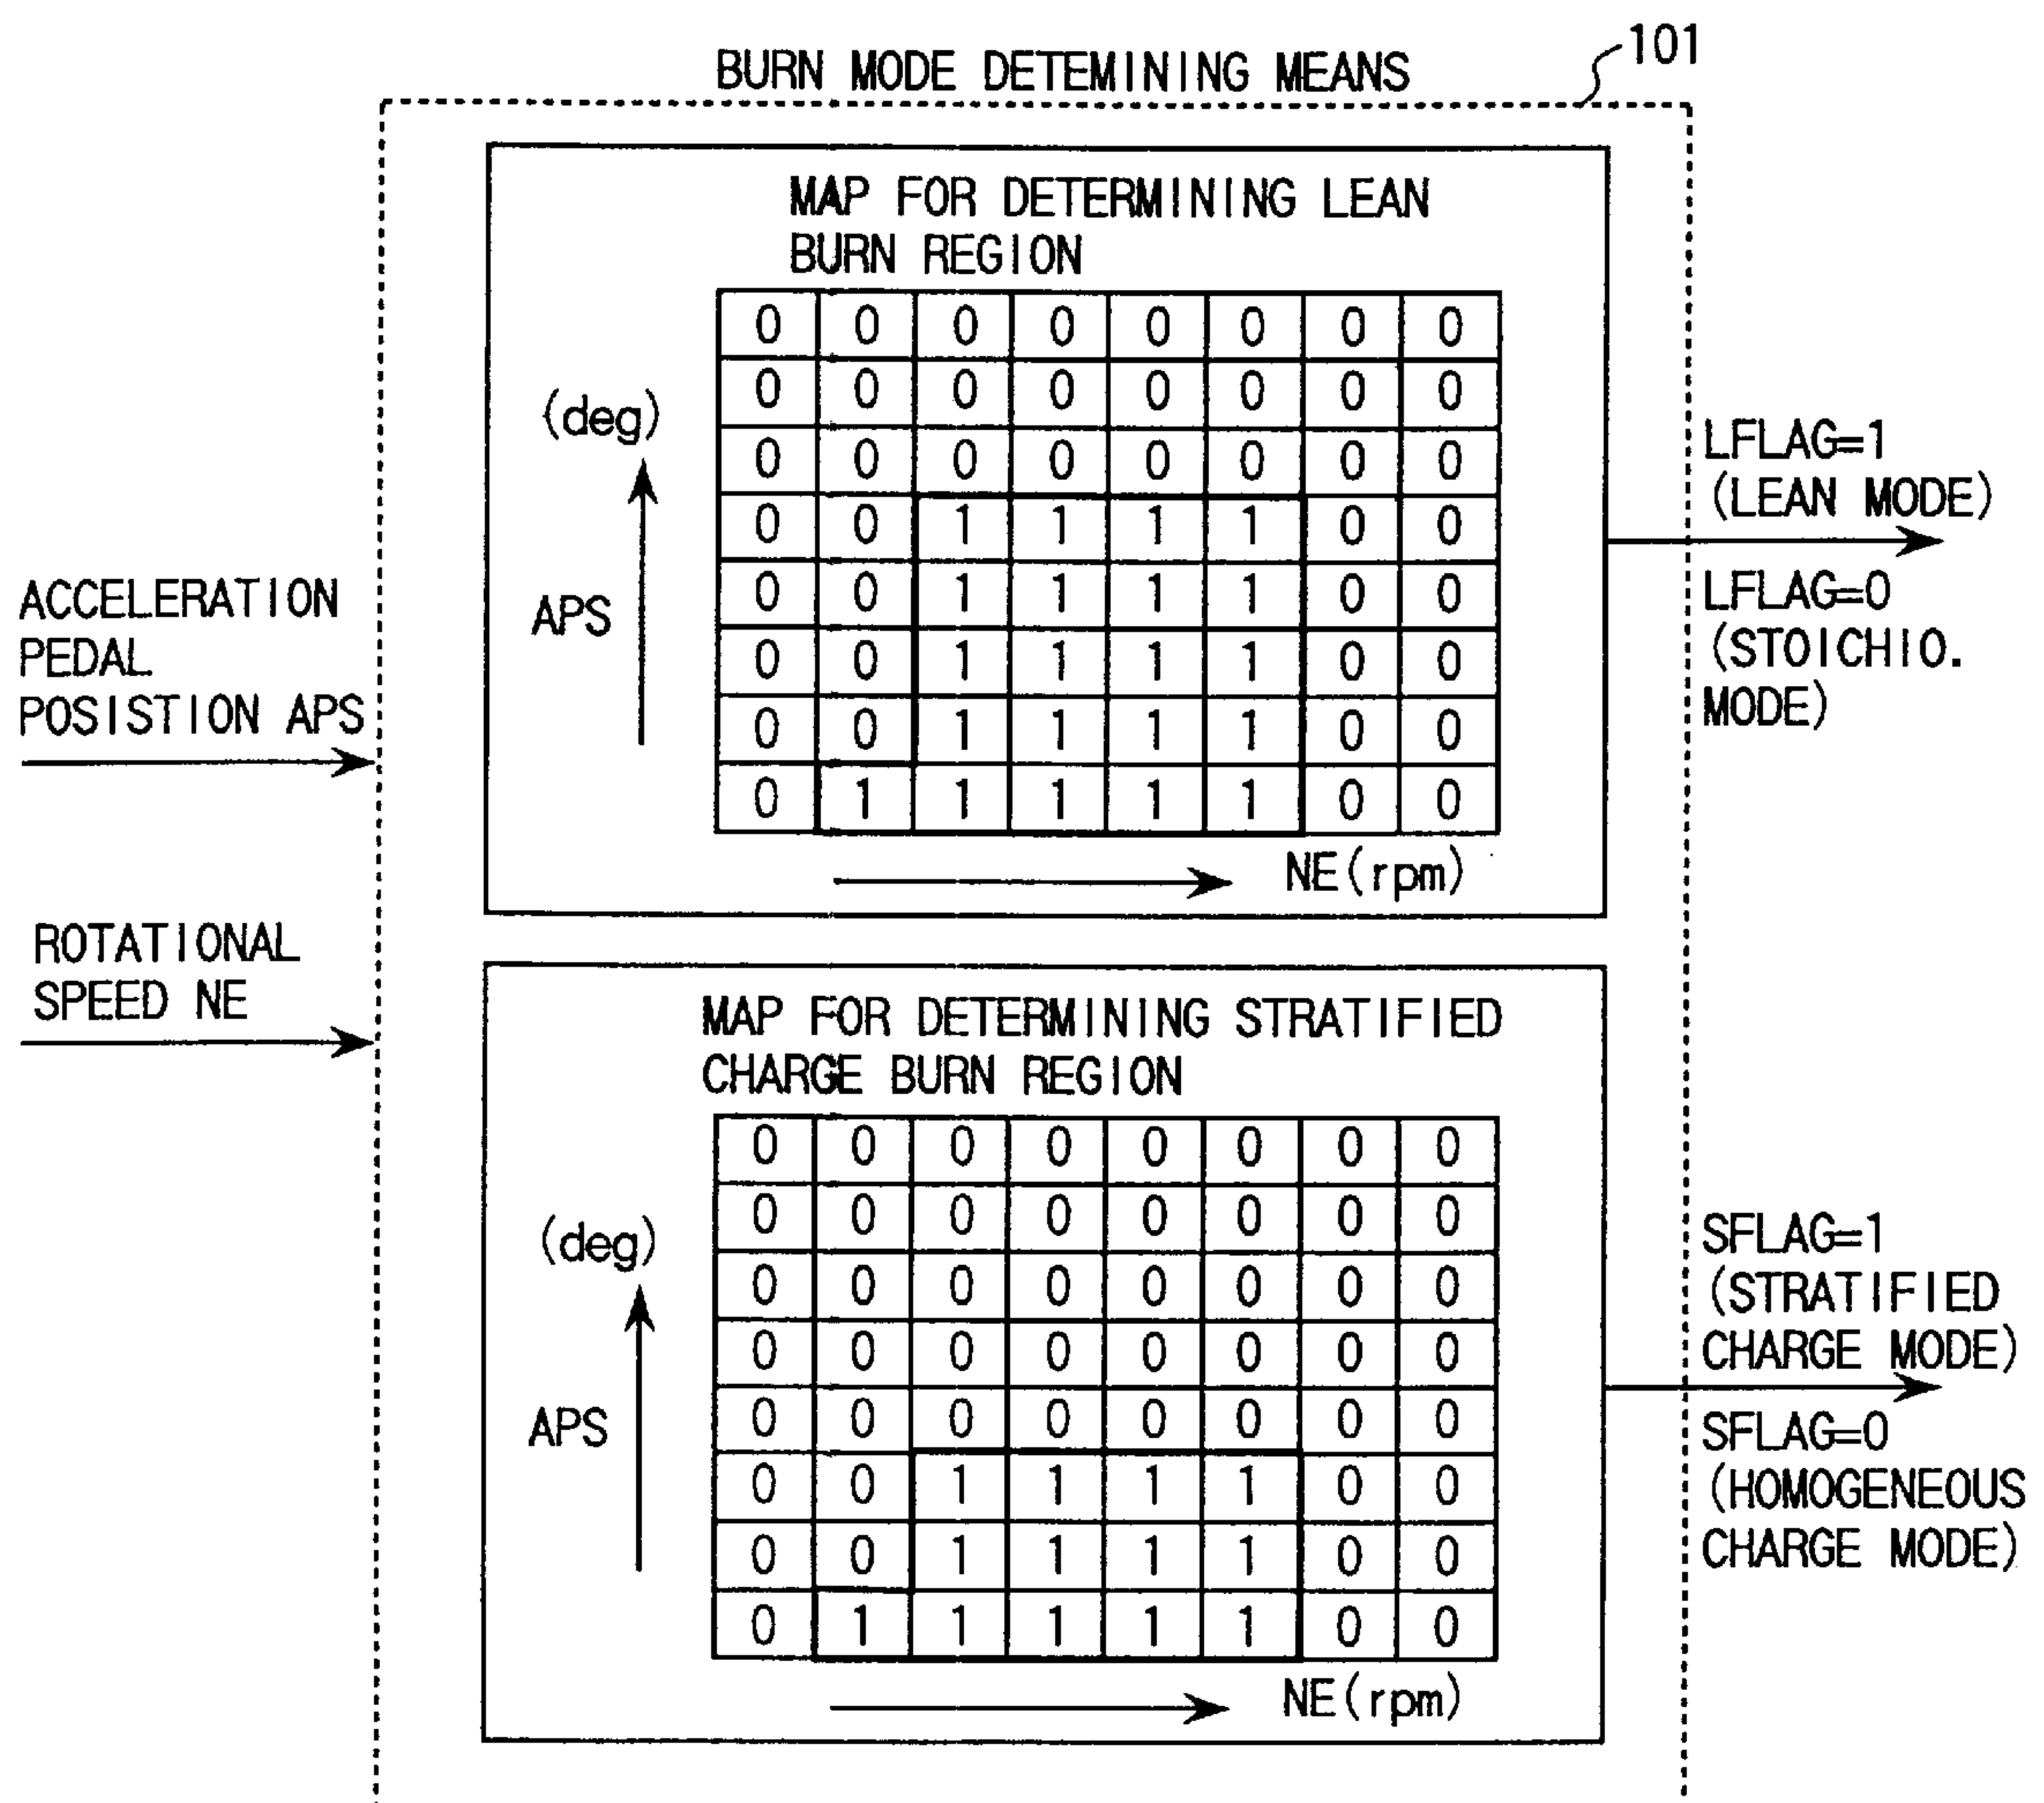 101
BURN MODE DETEMINING MEANS
MAP FOR DETERMINING LEAN
BURN REGION
0 0 0 0 0 0 0 0
0 0 0 0 0 0 0 0
0 0 0 0 0 0 0 0
0 0 1 1 1 1 0 0
0 0 1 1 1 1 0 0
0 0 1 1 1 1 0 0
0 0 1 1 1 1 0 0
0 1 1 1 1 1 0 0
(deg)
APS
NE(rpm)
LFLAG=1
(LEAN MODE)
LFLAG=0
(STOICHIO.
MODE)
ACCELERATION
PEDAL
POSISTION APS
ROTATIONAL
SPEED NE
MAP FOR DETERMINING STRATIFIED
CHARGE BURN REGION
0 0 0 0 0 0 0 0
0 0 0 0 0 0 0 0
0 0 0 0 0 0 0 0
0 0 0 0 0 0 0 0
0 0 0 0 0 0 0 0
0 0 1 1 1 1 0 0
0 0 1 1 1 1 0 0
0 1 1 1 1 1 0 0
(deg)
APS
NE(rpm)
SFLAG=1
(STRATIFIED
CHARGE MODE)
SFLAG=0
(HOMOGENEOUS
CHARGE MODE)